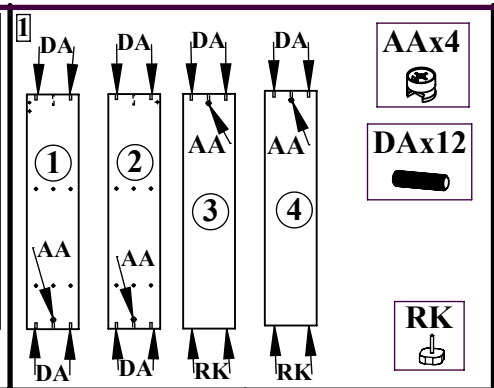 1
DA DA DA DA
AAx4
AA AA
1 2
DAx12
3 4
AA AA
RK
DA DA RK RK